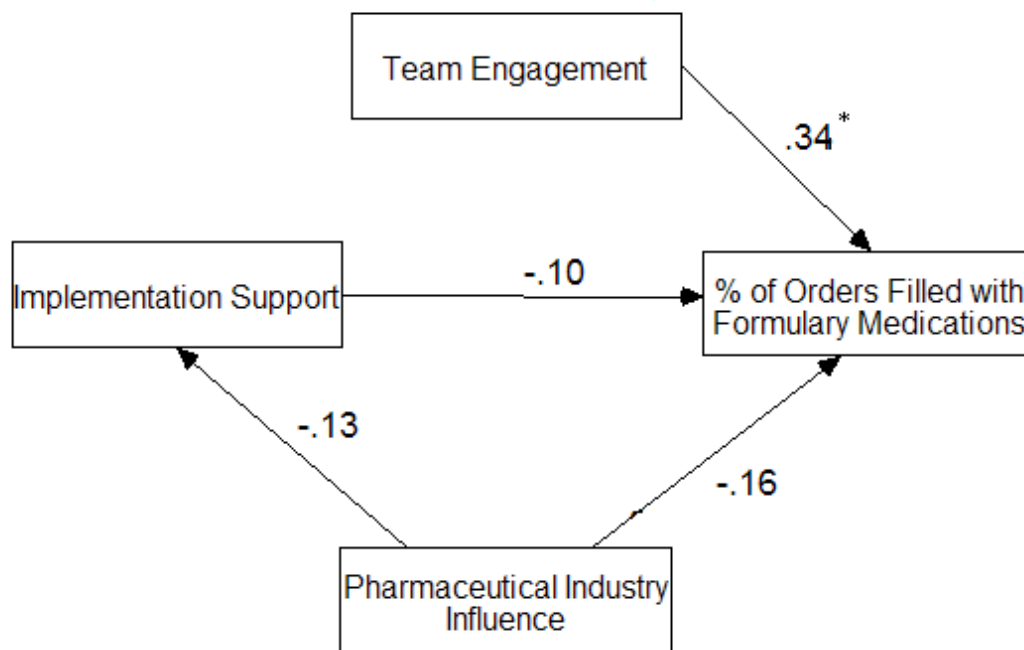 Team Engagement
.34*
Implementation Support
-.10
% of Orders Filled with
Formulary Medications
-.13
-.16
Pharmaceutical Industry
Influence